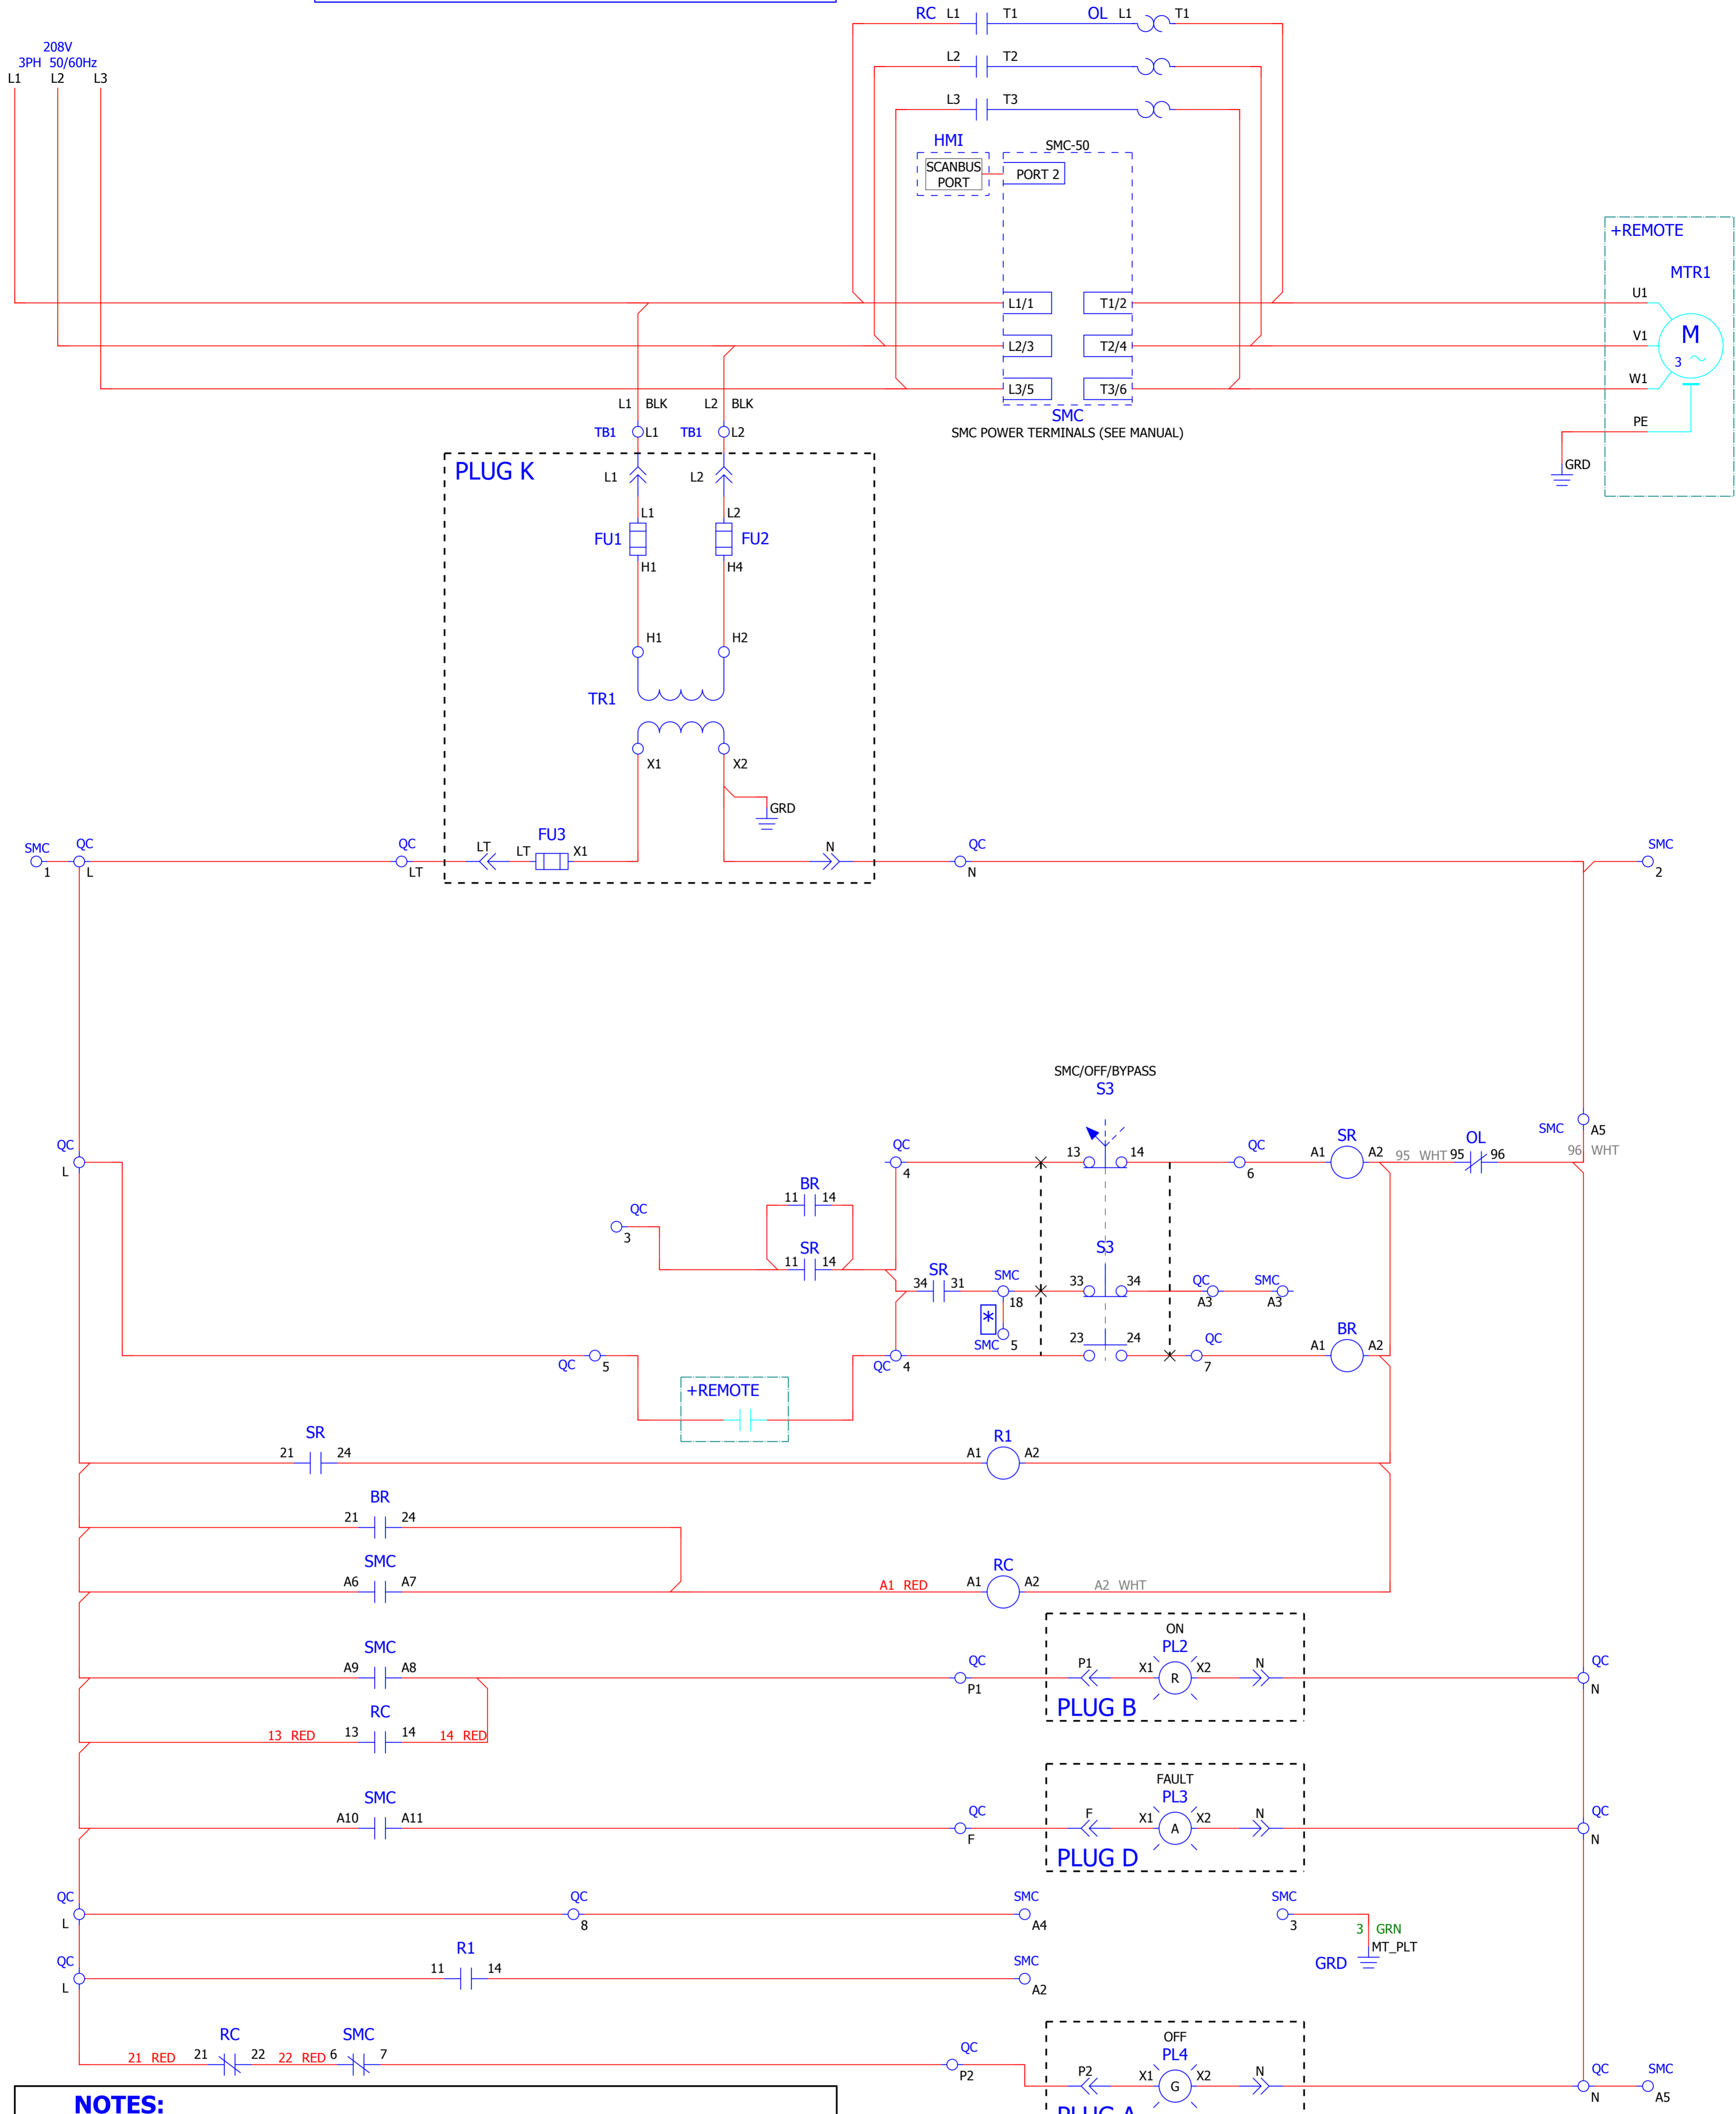 RC L1 T1 OL L1 T1
208V
3PH 50/60Hz
L1 L2 L3
L2 T2
L3 T3
HMI
SMC-50
SCANBUS
PORT
PORT 2
+REMOTE
MTR1
L1/1 T1/2 U1
M
3
L2/3 T2/4 V1
L3/5 T3/6 W1
SMC
SMC POWER TERMINALS (SEE MANUAL)
PE
GRD
L1 BLK L2 BLK
TB1 L1 TB1 L2
PLUG K
L1 L2
L1 L2
FU1 FU2
H1 H4
H1 H2
TR1
X1 X2
GRD
SMC QC QC FU3 QC SMC
LT LT X1 N
1 L LT N 2
SMC/OFF/BYPASS
S3
SMC A5
QC QC 13 14 QC SR OL
A1 A2 95 WHT 95 96 96 WHT
L 4 6
BR
11 14
QC
3
SR
11 14
S3
SR
34 31
SMC
18
33 34
QC
A3
SMC
A3
*
SMC 5
23 24
QC
7
BR
A1 A2
QC 5
QC 4
+REMOTE
SR
21 24
R1
A1 A2
BR
21 24
SMC
A6 A7
RC
A1 RED A1 A2 A2 WHT
ON
SMC
A9 A8
QC
P1
PL2
P1 X1 R X2 N
QC
N
PLUG B
RC
13 RED 13 14 14 RED
FAULT
SMC
A10 A11
QC
F
PL3
F X1 A X2 N
QC
N
PLUG D
QC
L
QC
8
SMC
A4
SMC
3
3 GRN
MT_PLT
GRD
QC
L
R1
11 14
SMC
A2
OFF
RC SMC
21 RED 21 22 22 RED 6 7
QC
P2
PL4
P2 X1 G X2 N
QC
N
SMC
A5
PLUG A
NOTES: